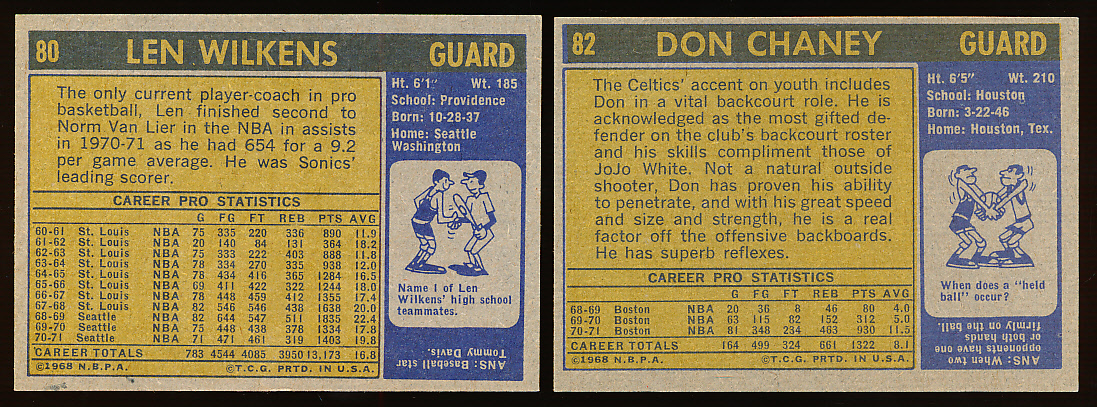 80 LEN WILKENS GUARD
The only current player-coach in pro
basketball, Len finished second to
Norm Van Lier in the NBA in assists
in 1970-71 as he had 654 for a 9.2
per game average. He was Sonics'
leading scorer.
CAREER PRO STATISTICS
G FG FT REB PTS AVG
60-61 St. Louis NBA 75 335 220 336 890 11.9
61-62 St. Louis NBA 20 140 84 131 364 18.2
62-63 St. Louis NBA 75 333 222 403 888 11.8
63-64 St. Louis NBA 78 334 270 335 938 12.0
64-65 St. Louis NBA 78 434 416 365 1284 16.5
65-66 St. Louis NBA 69 411 422 322 1244 18.0
66-67 St. Louis NBA 78 448 459 412 1355 17.4
67-68 St. Louis NBA 82 546 546 438 1638 20.0
68-69 Seattle NBA 82 644 547 511 1835 22.4
69-70 Seattle NBA 75 448 438 378 1334 17.8
70-71 Seattle NBA 71 471 461 319 1403 19.8
CAREER TOTALS 783 4544 4085 3950 13,173 16.8
©1968 N.B.P.A. ©T.C.G. PRTD. IN U.S.A.
Ht. 6'1" Wt. 185
School: Providence
Born: 10-28-37
Home: Seattle
Washington
Name 1 of Len
Wilkens' high school
teammates.
ANS: Baseball star
Tommy Davis.
82 DON CHANEY GUARD
The Celtics' accent on youth includes
Don in a vital backcourt role. He is
acknowledged as the most gifted de-
fender on the club's backcourt roster
and his skills compliment those of
JoJo White. Not a natural outside
shooter, Don has proven his ability
to penetrate, and with his great speed
and size and strength, he is a real
factor off the offensive backboards.
He has superb reflexes.
CAREER PRO STATISTICS
G FG FT REB PTS AVG
68-69 Boston NBA 20 36 8 46 80 4.0
69-70 Boston NBA 63 115 82 152 312 5.0
70-71 Boston NBA 81 348 234 463 930 11.5
CAREER TOTALS 164 499 324 661 1322 8.1
©1968 N.B.P.A. ©T.C.G. PRTD. IN U.S.A.
Ht. 6'5" Wt. 210
School: Houston
Born: 3-22-46
Home: Houston, Tex.
When does a "held
ball" occur?
ANS: When two
opponents have one
or both hands
firmly on the ball.